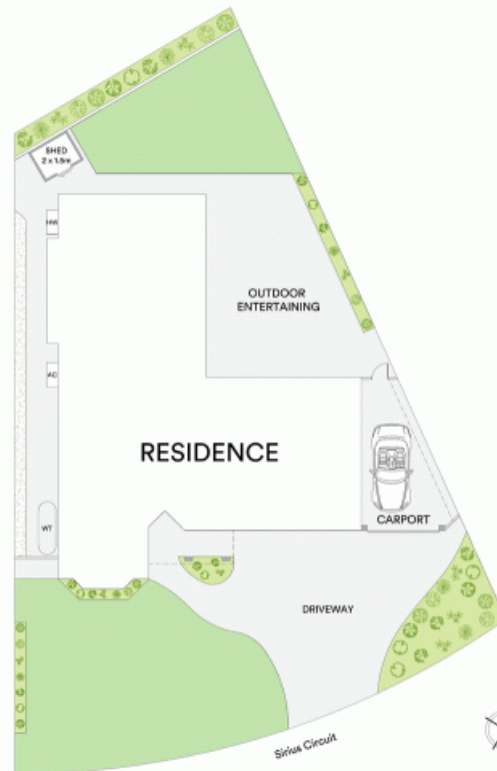 SHED
2 x 1.5m
HW
OUTDOOR
ENTERTAINING
AC
RESIDENCE
CARPORT
WT
DRIVEWAY
Sirius Circuit